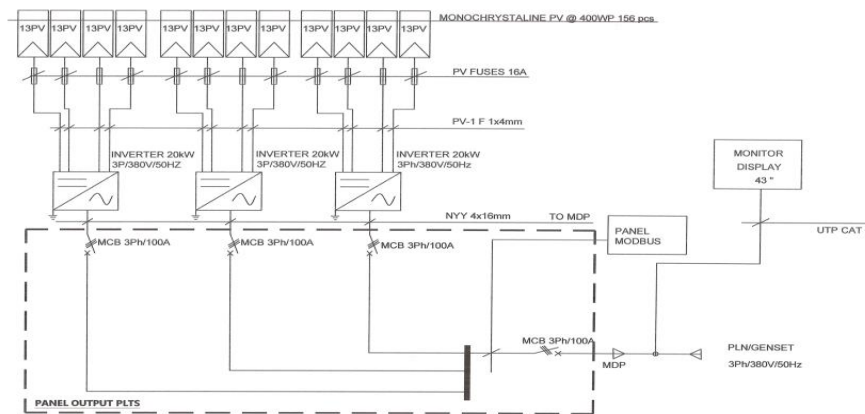 MONOCHRYSTALINE PV @ 400WP 156 pcs
13PV 13PV 13PV 13PV 13PV 13PV 13PV 13PV 13PV 13PV 13PV 13PV
PV FUSES 16A
PV-1 F 1x4mm
INVERTER 20kW
3P/380V/50HZ
INVERTER 20kW
3P/380V/50HZ
INVERTER 20kW
3Ph/380V/50Hz
MONITOR
DISPLAY
43 "
NYY 4x16mm
TO MDP
PANEL
MODBUS
UTP CAT
MCB 3Ph/100A
MCB 3Ph/100A
MCB 3Ph/100A
MCB 3Ph/100A
MDP
PLN/GENSET
3Ph/380V/50Hz
PANEL OUTPUT PLTS